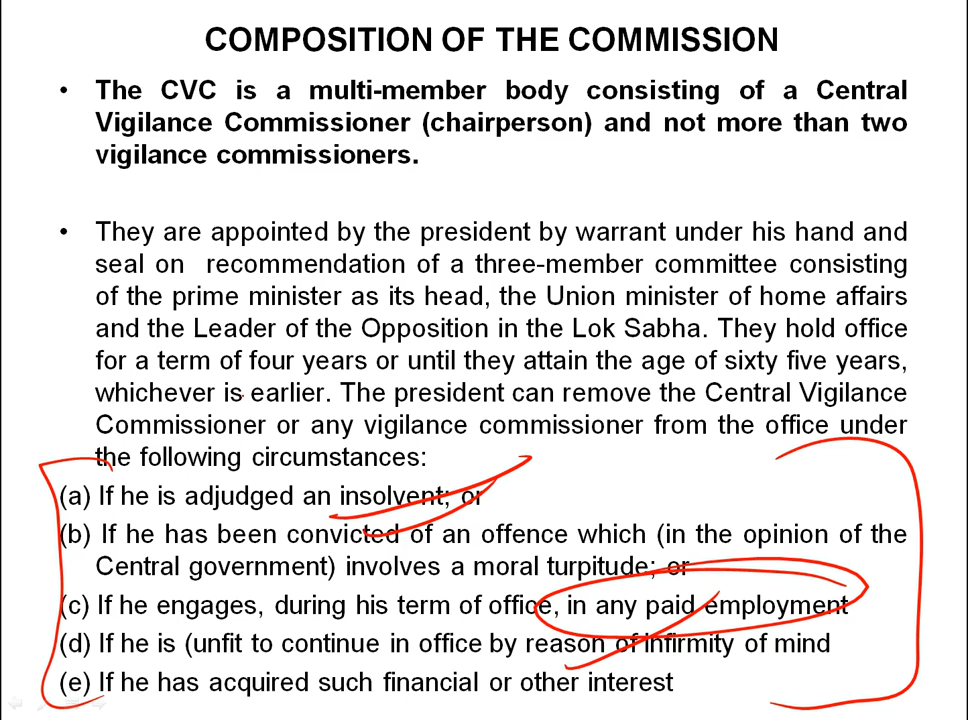 COMPOSITION OF THE COMMISSION
• The CVC is a multi-member body consisting of a Central
Vigilance Commissioner (chairperson) and not more than two
vigilance commissioners.
• They are appointed by the president by warrant under his hand and
seal on recommendation of a three-member committee consisting
of the prime minister as its head, the Union minister of home affairs
and the Leader of the Opposition in the Lok Sabha. They hold office
for a term of four years or until they attain the age of sixty five years,
whichever is earlier. The president can remove the Central Vigilance
Commissioner or any vigilance commissioner from the office under
the following circumstances:
(a) If he is adjudged an insolvent; or
(b) If he has been convicted of an offence which (in the opinion of the
Central government) involves a moral turpitude; or
(c) If he engages, during his term of office, in any paid employment
(d) If he is (unfit to continue in office by reason of infirmity of mind
(e) If he has acquired such financial or other interest